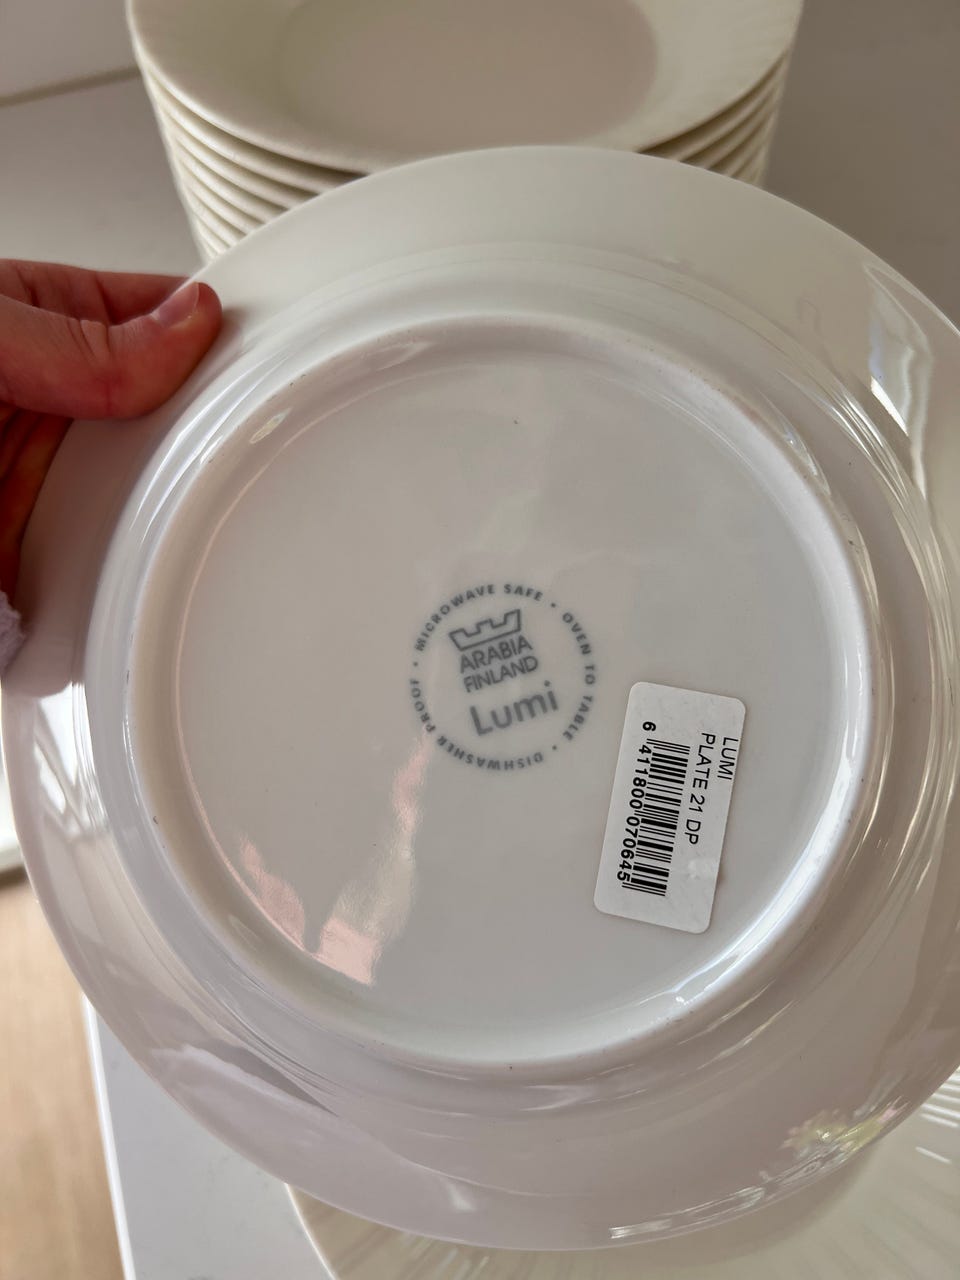 MICROWAVE SAFE • OVEN TO TABLE • DISHWASHER PROOF •
ARABIA
FINLAND
Lumi
LUMI
PLATE 21 DP
6 411800 070645